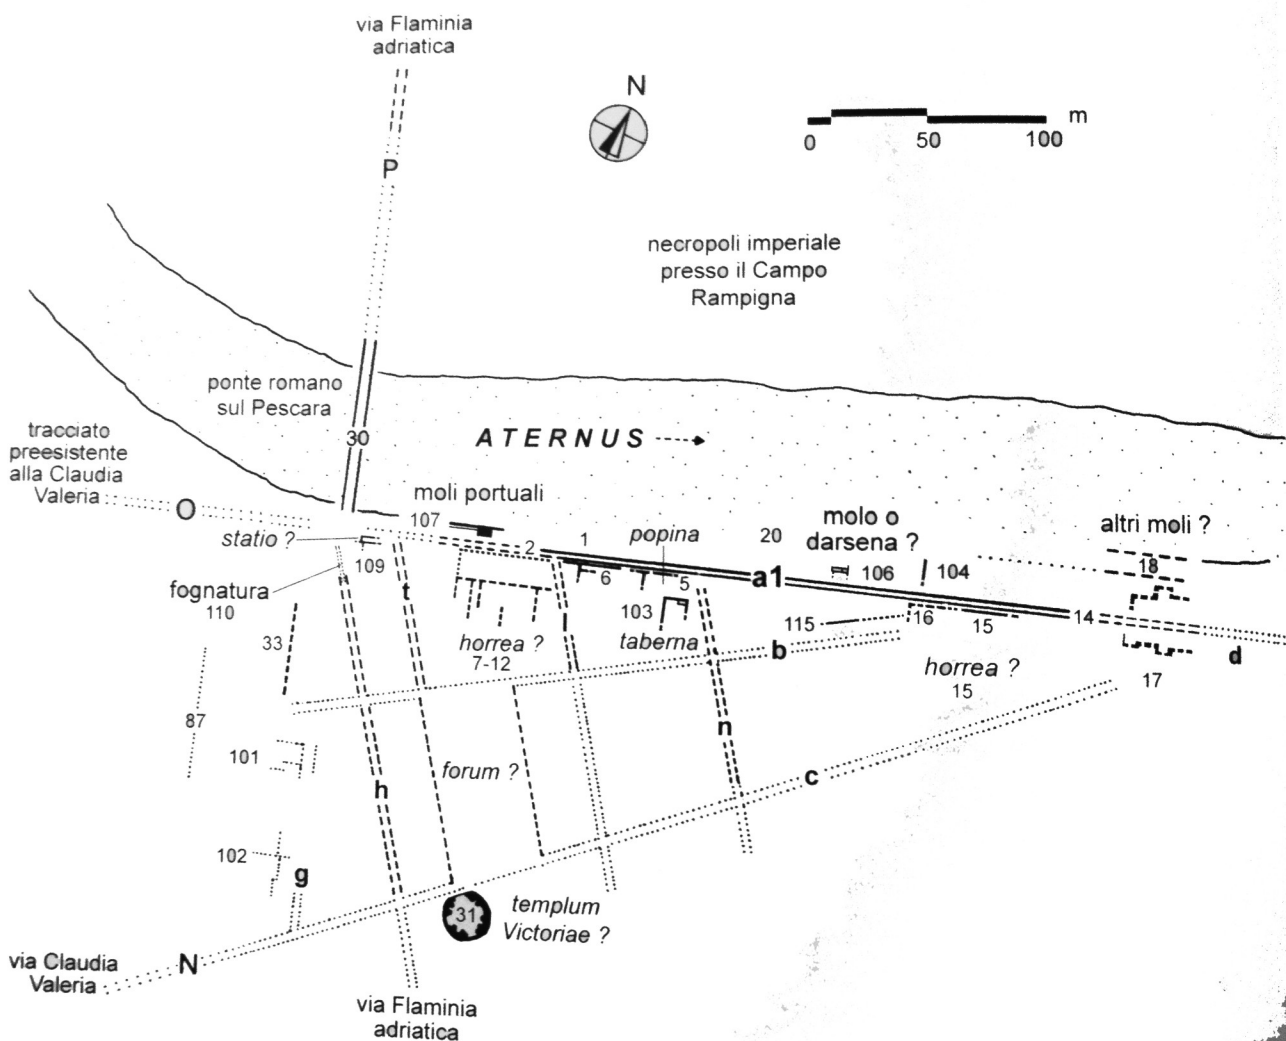 via Flaminia
adriatica
N
0 50 100 m
P
necropoli imperiale
presso il Campo
Rampigna
ponte romano
sul Pescara
30
ATERNUS
tracciato
preesistente
alla Claudia
Valeria
O
moli portuali
107
statio ?
109
2
1
popina
20
molo o
darsena ?
altri moli ?
fognatura
110
t
6
5
a1
106
104
18
33
l
103
taberna
115
16
15
14
horrea ?
7-12
b
horrea ?
15
d
17
87
101
forum ?
n
h
c
102
g
31
templum
Victoriae ?
via Claudia
Valeria
N
via Flaminia
adriatica